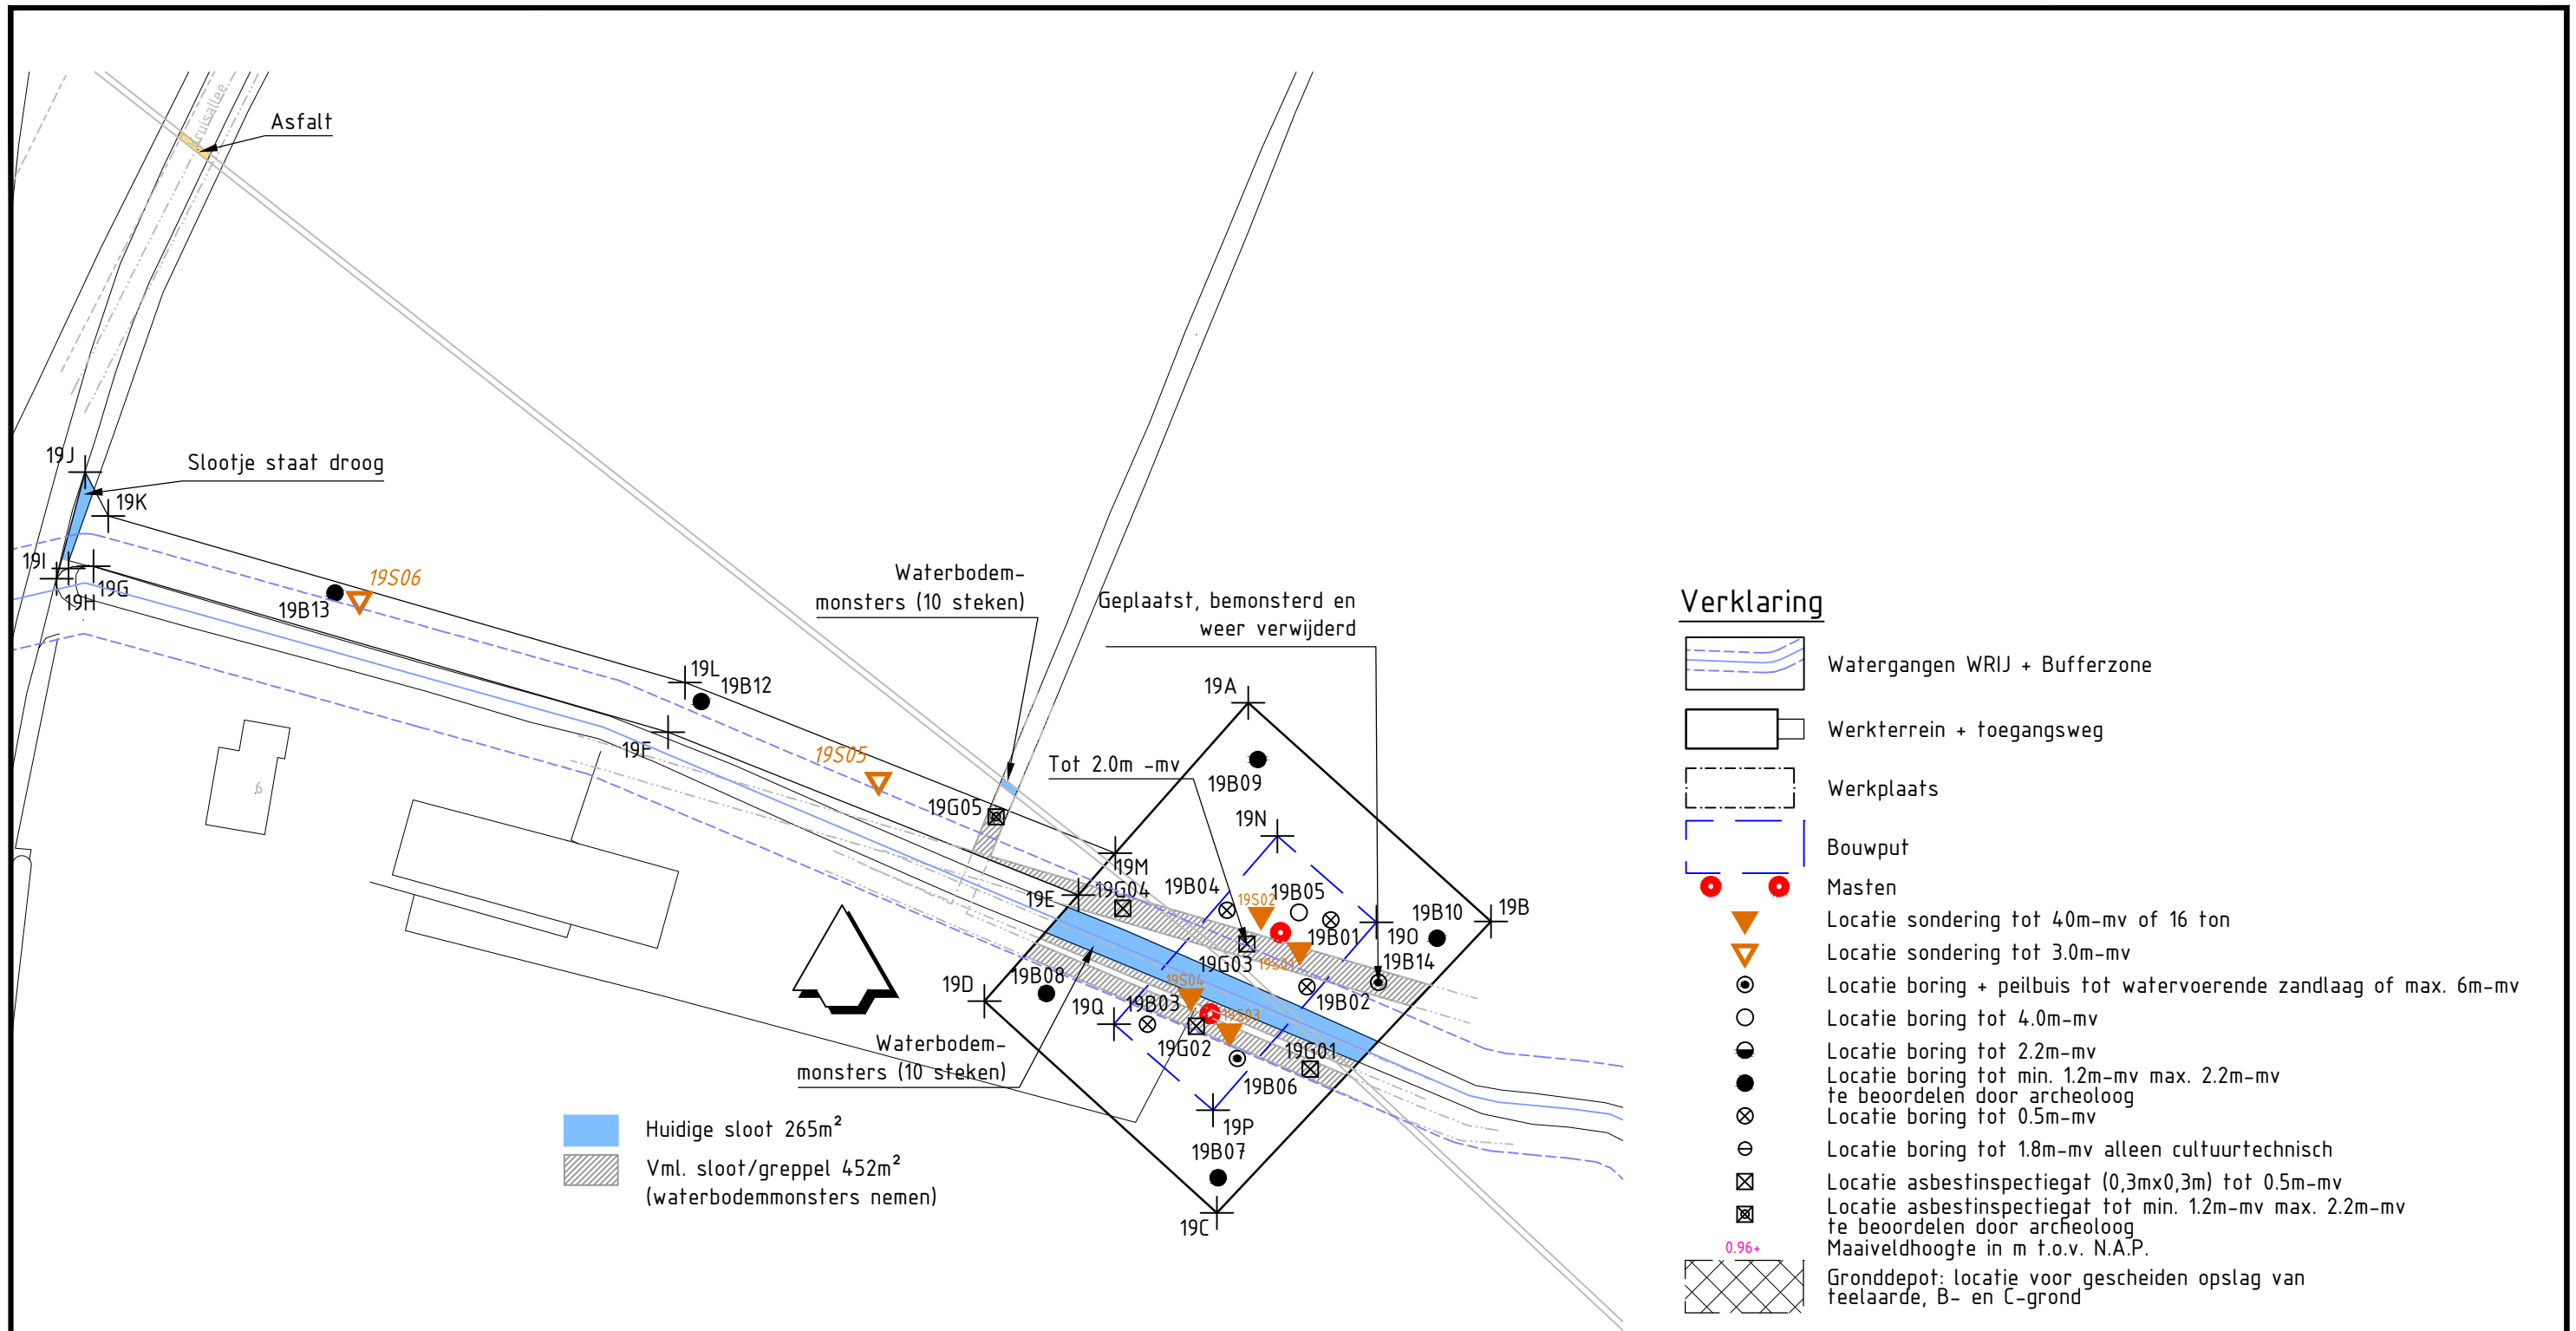 ruisallee
Asfalt
19J
Slootje staat droog
19K
19I
19G
19H
19S06
19B13
Waterbodem-
monsters (10 steken)
Geplaatst, bemonsterd en
weer verwijderd
19L
19B12
19F
19S05
19A
Tot 2.0m -mv
19B09
19G05
19N
19M
19E
19G04
19B04
19S02
19B05
19B10
19B
19B01
19O
19G03
19S01
19B14
19D
19B08
19S04
19B02
19Q
19B03
19S03
19G02
19G01
19B06
Waterbodem-
monsters (10 steken)
19P
19B07
19C
Huidige sloot 265m²
Vml. sloot/greppel 452m²
(waterbodemmonsters nemen)
Verklaring
Watergangen WRIJ + Bufferzone
Werkterrein + toegangsweg
Werkplaats
Bouwput
Masten
Locatie sondering tot 40m-mv of 16 ton
Locatie sondering tot 3.0m-mv
Locatie boring + peilbuis tot watervoerende zandlaag of max. 6m-mv
Locatie boring tot 4.0m-mv
Locatie boring tot 2.2m-mv
Locatie boring tot min. 1.2m-mv max. 2.2m-mv
te beoordelen door archeoloog
Locatie boring tot 0.5m-mv
Locatie boring tot 1.8m-mv alleen cultuurtechnisch
Locatie asbestinspectiegat (0,3mx0,3m) tot 0.5m-mv
Locatie asbestinspectiegat tot min. 1.2m-mv max. 2.2m-mv
te beoordelen door archeoloog
0.96+ Maaiveldhoogte in m t.o.v. N.A.P.
Gronddepot: locatie voor gescheiden opslag van
teelaarde, B- en C-grond